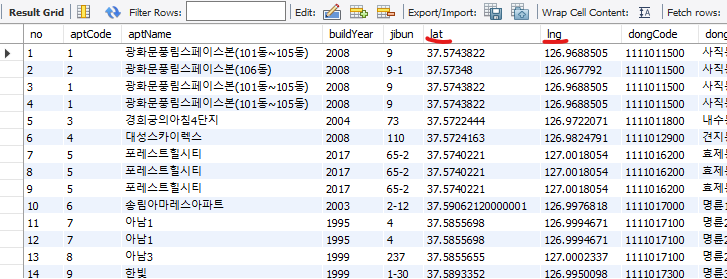 Result Grid Filter Rows: Edit: Export/Import: Wrap Cell Content: Fetch rows:
no aptCode aptName buildYear jibun lat lng dongCode
1 1 광화문풍림스페이스본(101동~105동) 2008 9 37.5743822 126.9688505 1111011500 사직
2 2 광화문풍림스페이스본(106동) 2008 9-1 37.57348 126.967792 1111011500 사직
3 1 광화문풍림스페이스본(101동~105동) 2008 9 37.5743822 126.9688505 1111011500 사직
4 1 광화문풍림스페이스본(101동~105동) 2008 9 37.5743822 126.9688505 1111011500 사직
5 3 경희궁의아침4단지 2004 73 37.5722444 126.9722071 1111011800 내수
6 4 대성스카이렉스 2008 110 37.5724163 126.9824791 1111012900 견지
7 5 포레스트힐시티 2017 65-2 37.5740221 127.0018054 1111016200 효제
8 5 포레스트힐시티 2017 65-2 37.5740221 127.0018054 1111016200 효제
9 5 포레스트힐시티 2017 65-2 37.5740221 127.0018054 1111016200 효제
10 6 송림아마레스아파트 2003 2-12 37.59062120000001 126.9976818 1111017000 명륜
11 7 아남1 1995 4 37.5855698 126.9994671 1111017100 명륜
12 7 아남1 1995 4 37.5855698 126.9994671 1111017100 명륜
13 8 아남3 1999 237 37.5855655 127.0002337 1111017100 명륜
14 9 한빛 1999 1-30 37.5893352 126.9950098 1111017300